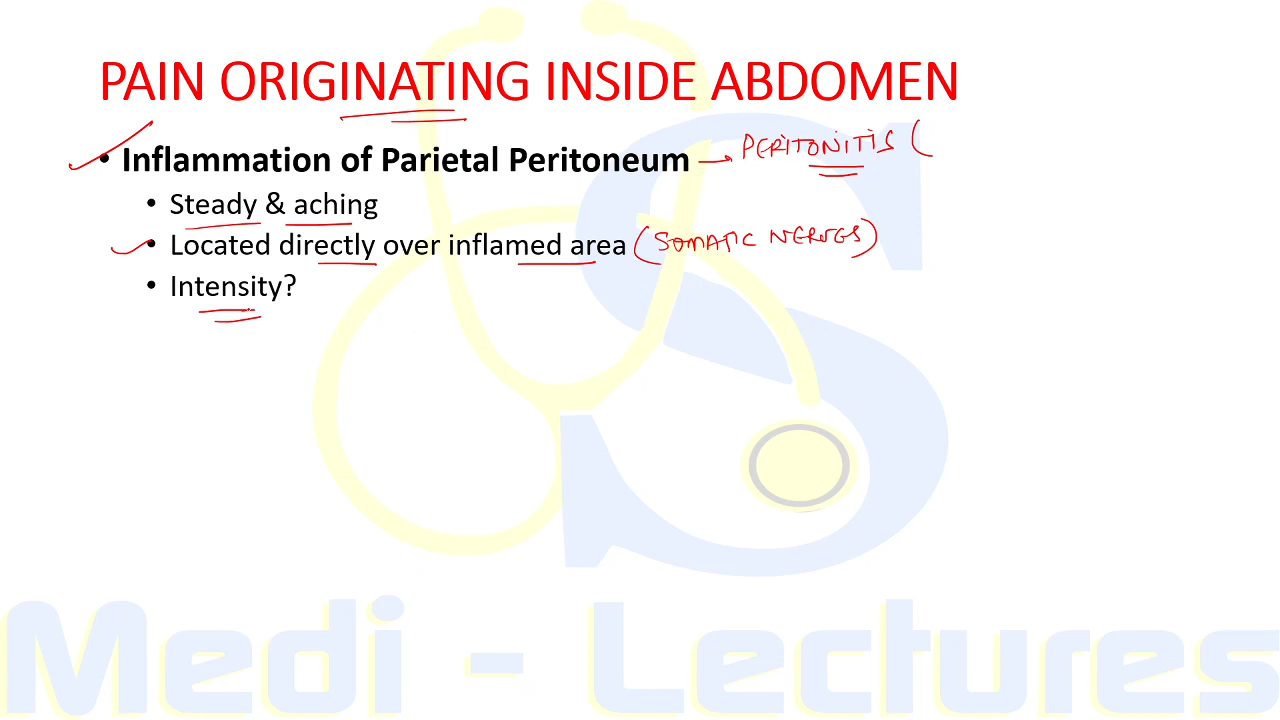 PAIN ORIGINATING INSIDE ABDOMEN
• Inflammation of Parietal Peritoneum → PERITONITIS (
• Steady & aching
• Located directly over inflamed area (SOMATIC NERVES)
• Intensity?
Medi - Lectures